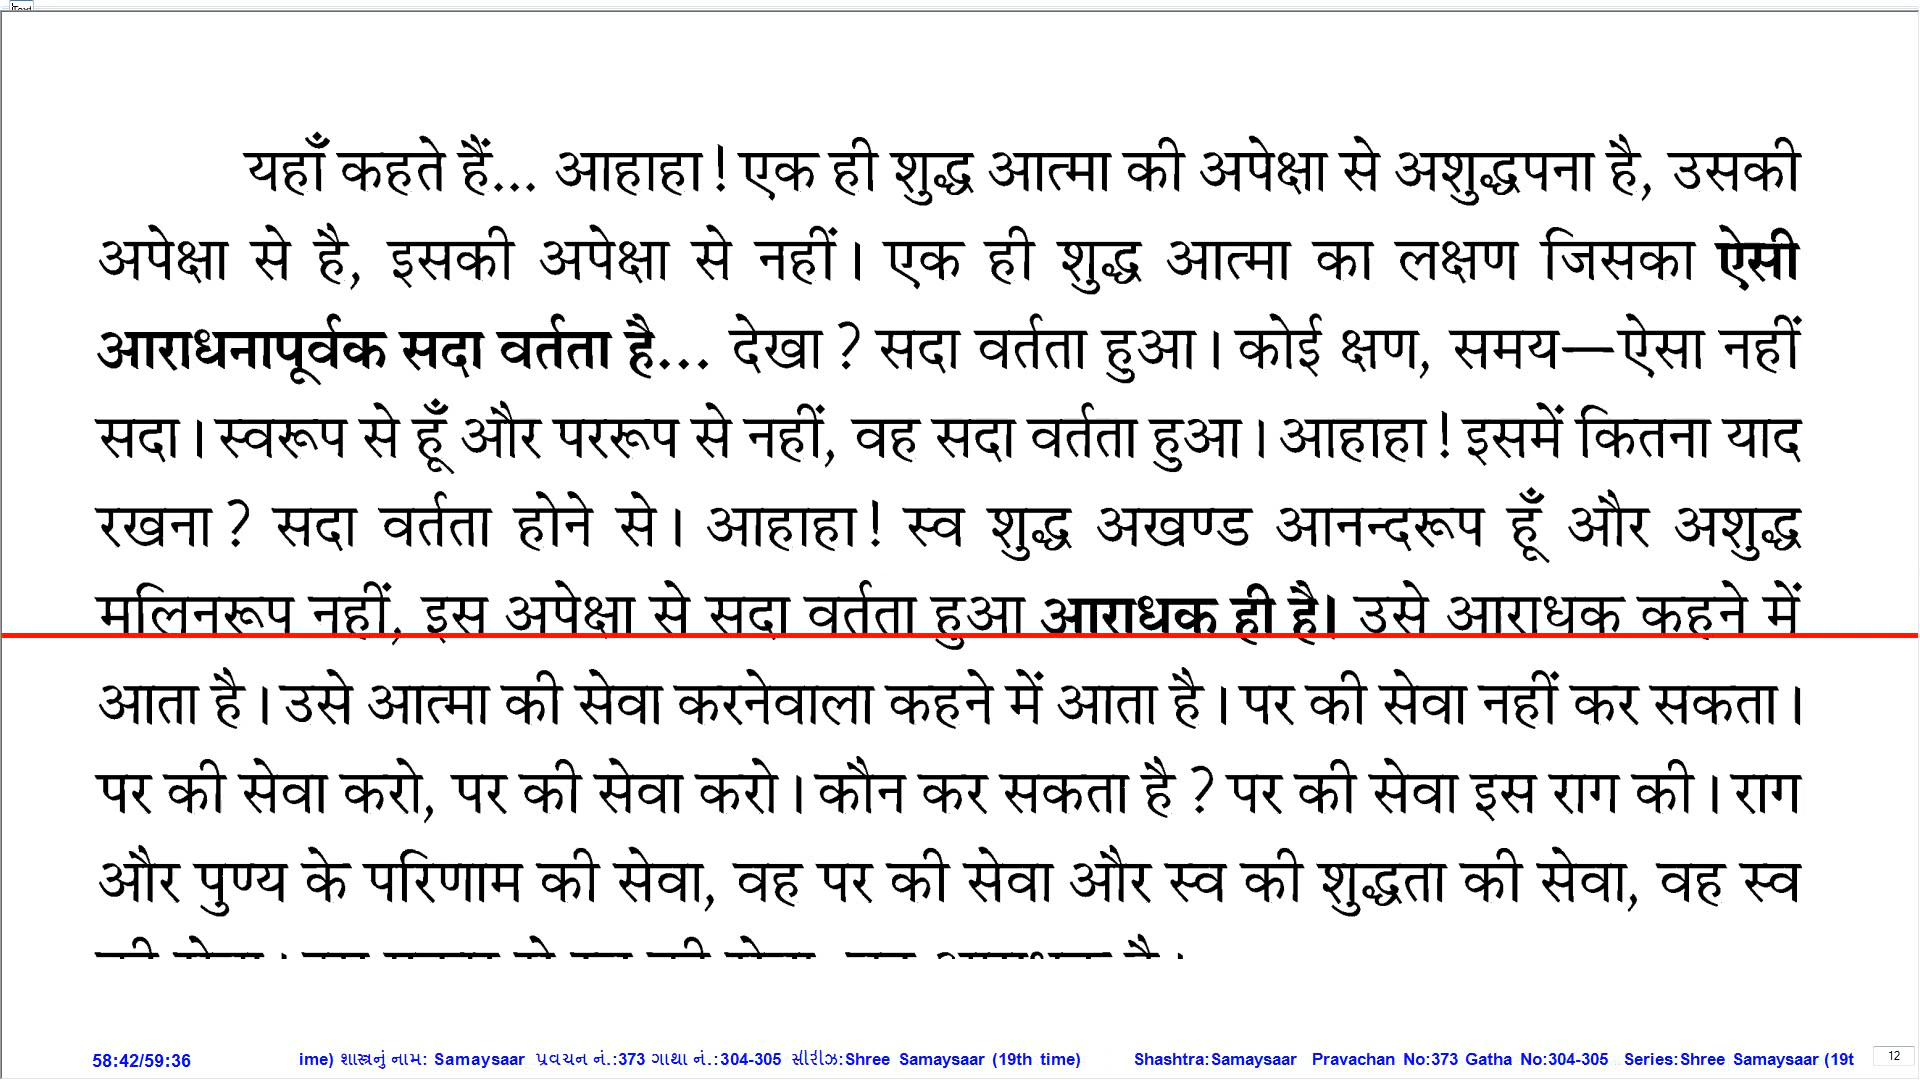 Text
यहाँ कहते हैं... आहाहा! एक ही शुद्ध आत्मा की अपेक्षा से अशुद्धपना है, उसकी
अपेक्षा से है, इसकी अपेक्षा से नहीं। एक ही शुद्ध आत्मा का लक्षण जिसका ऐसी
आराधनापूर्वक सदा वर्तता है... देखा? सदा वर्तता हुआ। कोई क्षण, समय—ऐसा नहीं
सदा। स्वरूप से हूँ और पररूप से नहीं, वह सदा वर्तता हुआ। आहाहा! इसमें कितना याद
रखना? सदा वर्तता होने से। आहाहा! स्व शुद्ध अखण्ड आनन्दरूप हूँ और अशुद्ध
मलिनरूप नहीं, इस अपेक्षा से सदा वर्तता हुआ आराधक ही है। उसे आराधक कहने में
आता है। उसे आत्मा की सेवा करनेवाला कहने में आता है। पर की सेवा नहीं कर सकता।
पर की सेवा करो, पर की सेवा करो। कौन कर सकता है? पर की सेवा इस राग की। राग
और पुण्य के परिणाम की सेवा, वह पर की सेवा और स्व की शुद्धता की सेवा, वह स्व
58:42/59:36 ime) શાસ્ત્રનું નામ: Samaysaar પ્રવચન નં.:373 ગાથા નં.:304-305 સીરીઝ:Shree Samaysaar (19th time) Shashtra:Samaysaar Pravachan No:373 Gatha No:304-305 Series:Shree Samaysaar (19t 12